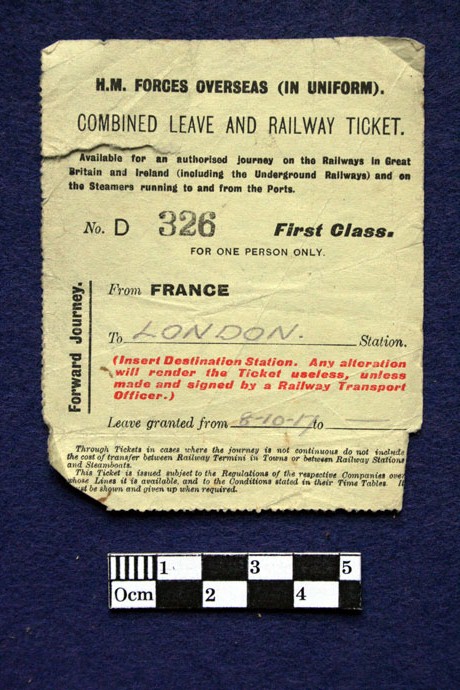 H.M. FORCES OVERSEAS (IN UNIFORM).
COMBINED LEAVE AND RAILWAY TICKET.
Available for an authorised journey on the Railways in Great
Britain and Ireland (including the Underground Railways) and on
the Steamers running to and from the Ports.
No. D 326 First Class.
FOR ONE PERSON ONLY.
Forward Journey.
From FRANCE
To LONDON. Station.
(Insert Destination Station. Any alteration
will render the Ticket useless, unless
made and signed by a Railway Transport
Officer.)
Leave granted from 8-10-17 to
Through Tickets in cases where the journey is not continuous do not include
the cost of transfer between Railway Termini in Towns or between Railway Stations
and Steamboats.
This Ticket is issued subject to the Regulations of the respective Companies over
whose Lines it is available, and to the Conditions stated in their Time Tables.
must be shown and given up when required.
1 3 5
0cm 2 4